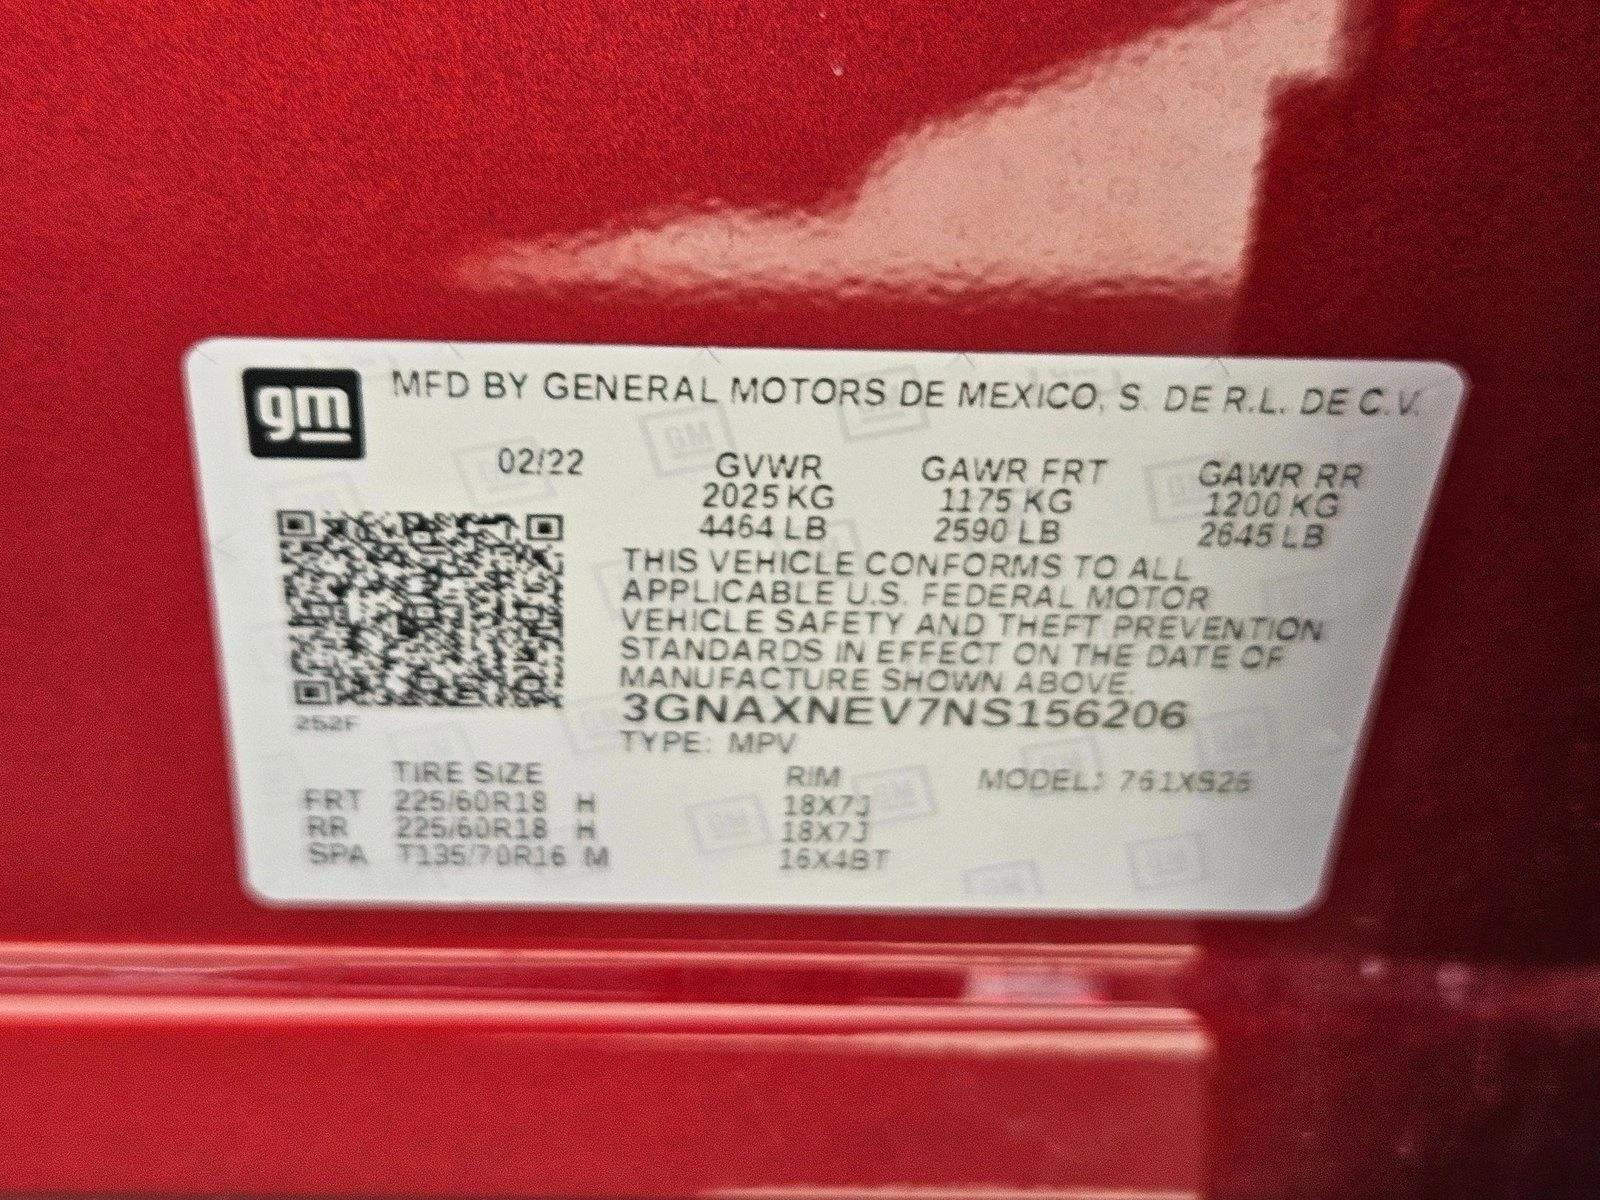 gm
MFD BY GENERAL MOTORS DE MEXICO, S. DE R.L. DE C.V.
02/22 GVWR GAWR FRT GAWR RR
2025 KG 1175 KG 1200 KG
4464 LB 2590 LB 2645 LB
THIS VEHICLE CONFORMS TO ALL
APPLICABLE U.S. FEDERAL MOTOR
VEHICLE SAFETY AND THEFT PREVENTION
STANDARDS IN EFFECT ON THE DATE OF
MANUFACTURE SHOWN ABOVE.
3GNAXNEV7NS156206
252F
TYPE: MPV
TIRE SIZE RIM MODEL: 761XS26
FRT 225/60R18 H 18X7J
RR 225/60R18 H 18X7J
SPA T135/70R16 M 16X4BT